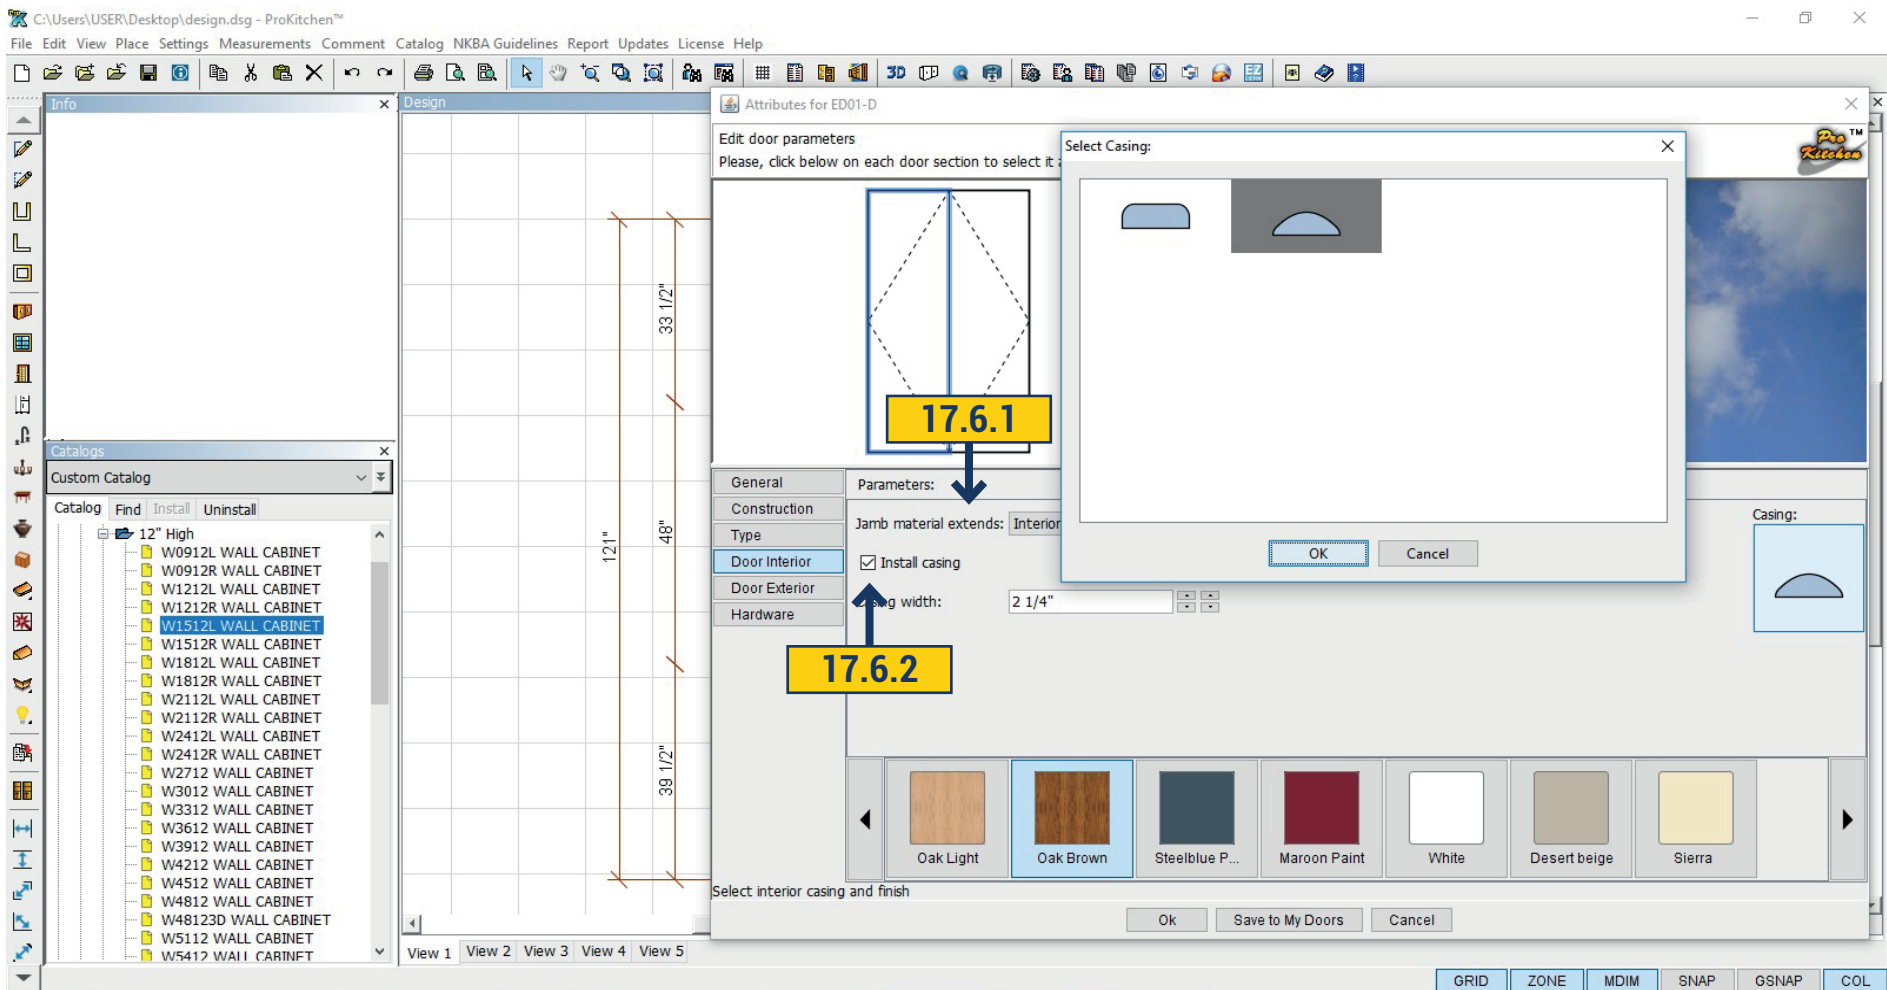 C:\Users\USER\Desktop\design.dsg - ProKitchen™
File Edit View Place Settings Measurements Comment Catalog NKBA Guidelines Report Updates License Help
3D
EZ
Info
Design
Attributes for ED01-D
Edit door parameters
Please, click below on each door section to select it
Pro Kitchen TM
Select Casing:
OK
Cancel
33 1/2"
121"
48"
39 1/2"
17.6.1
17.6.2
General
Construction
Type
Door Interior
Door Exterior
Hardware
Parameters:
Jamb material extends: Interior
Install casing
width: 2 1/4"
Casing:
Catalogs
Custom Catalog
Catalog Find Install Uninstall
12" High
W0912L WALL CABINET
W0912R WALL CABINET
W1212L WALL CABINET
W1212R WALL CABINET
W1512L WALL CABINET
W1512R WALL CABINET
W1812L WALL CABINET
W1812R WALL CABINET
W2112L WALL CABINET
W2112R WALL CABINET
W2412L WALL CABINET
W2412R WALL CABINET
W2712 WALL CABINET
W3012 WALL CABINET
W3312 WALL CABINET
W3612 WALL CABINET
W3912 WALL CABINET
W4212 WALL CABINET
W4512 WALL CABINET
W4812 WALL CABINET
W48123D WALL CABINET
W5112 WALL CABINET
W5412 WALL CABINET
Oak Light
Oak Brown
Steelblue P...
Maroon Paint
White
Desert beige
Sierra
Select interior casing and finish
Ok
Save to My Doors
Cancel
View 1 View 2 View 3 View 4 View 5
GRID ZONE MDIM SNAP GSNAP COL